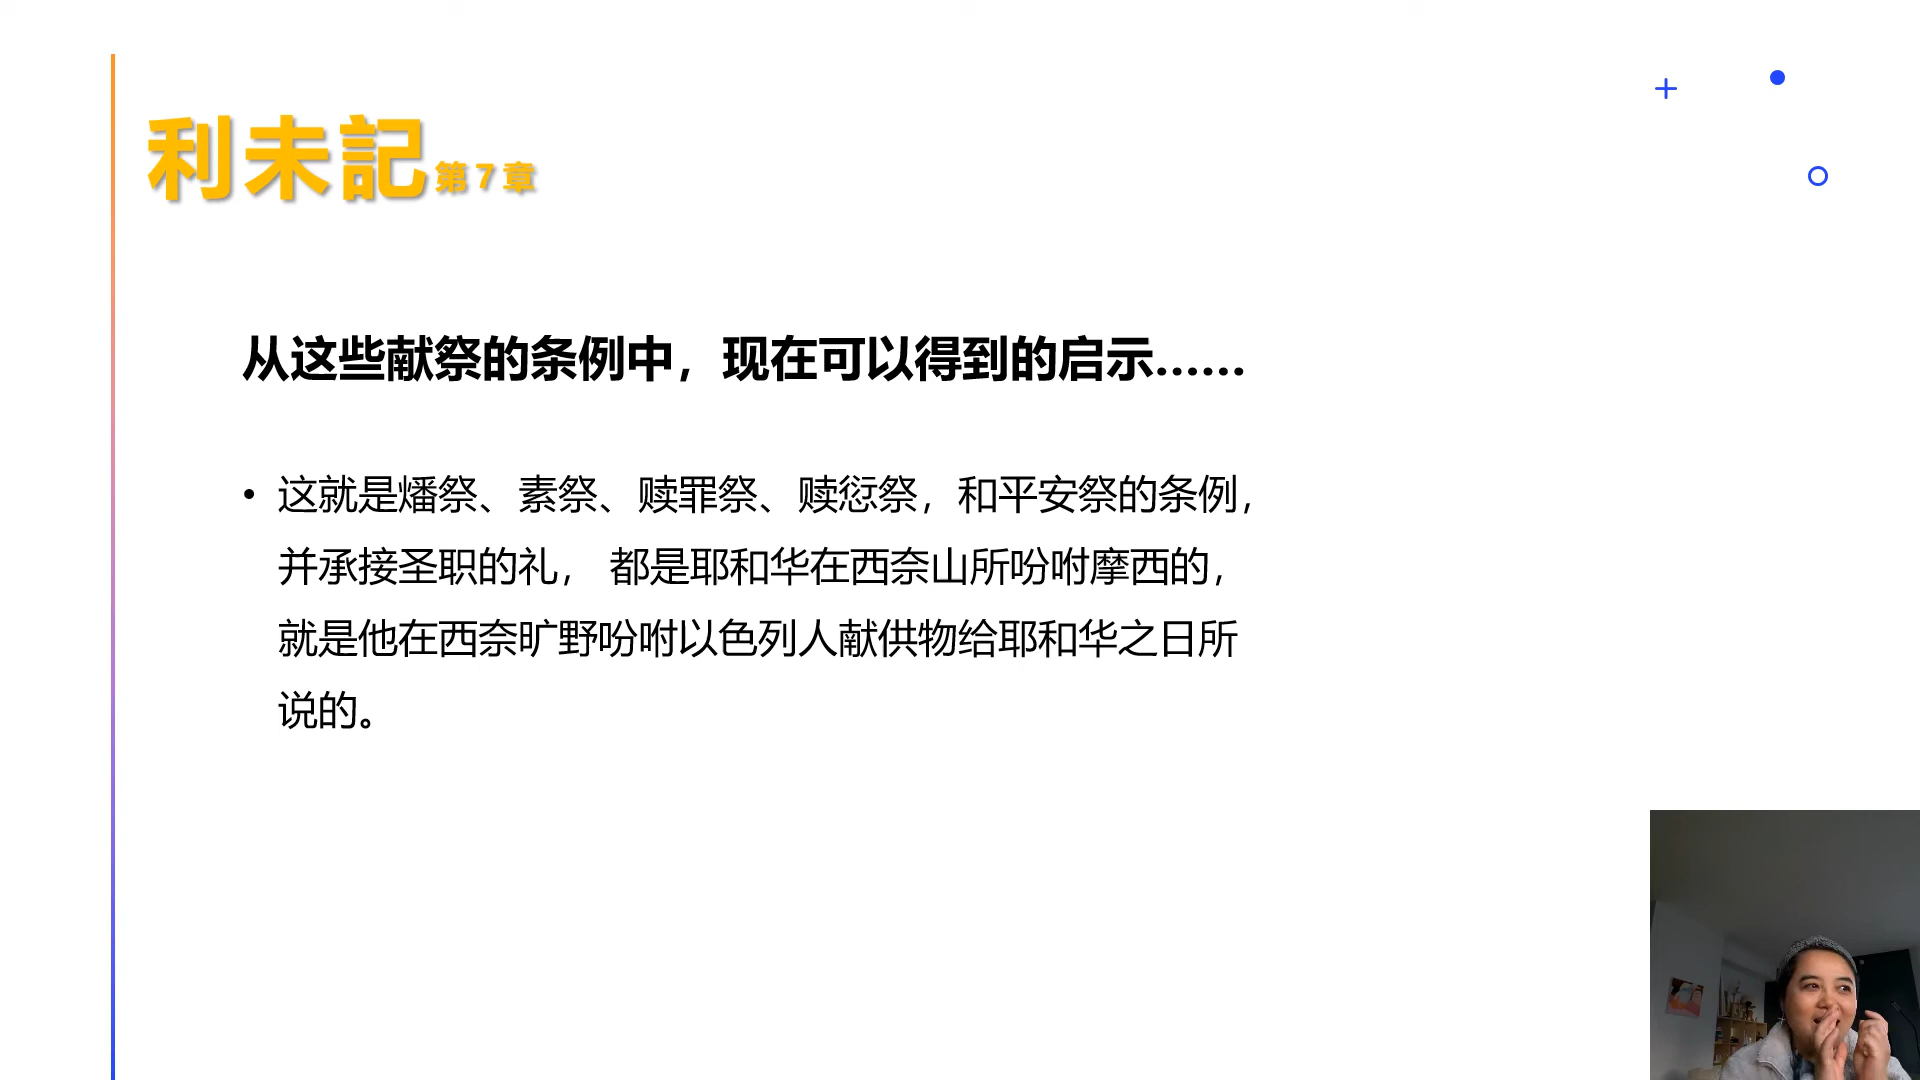 利未記 第7章
从这些献祭的条例中，现在可以得到的启示……
• 这就是燔祭、素祭、赎罪祭、赎愆祭，和平安祭的条例，
并承接圣职的礼， 都是耶和华在西奈山所吩咐摩西的，
就是他在西奈旷野吩咐以色列人献供物给耶和华之日所
说的。